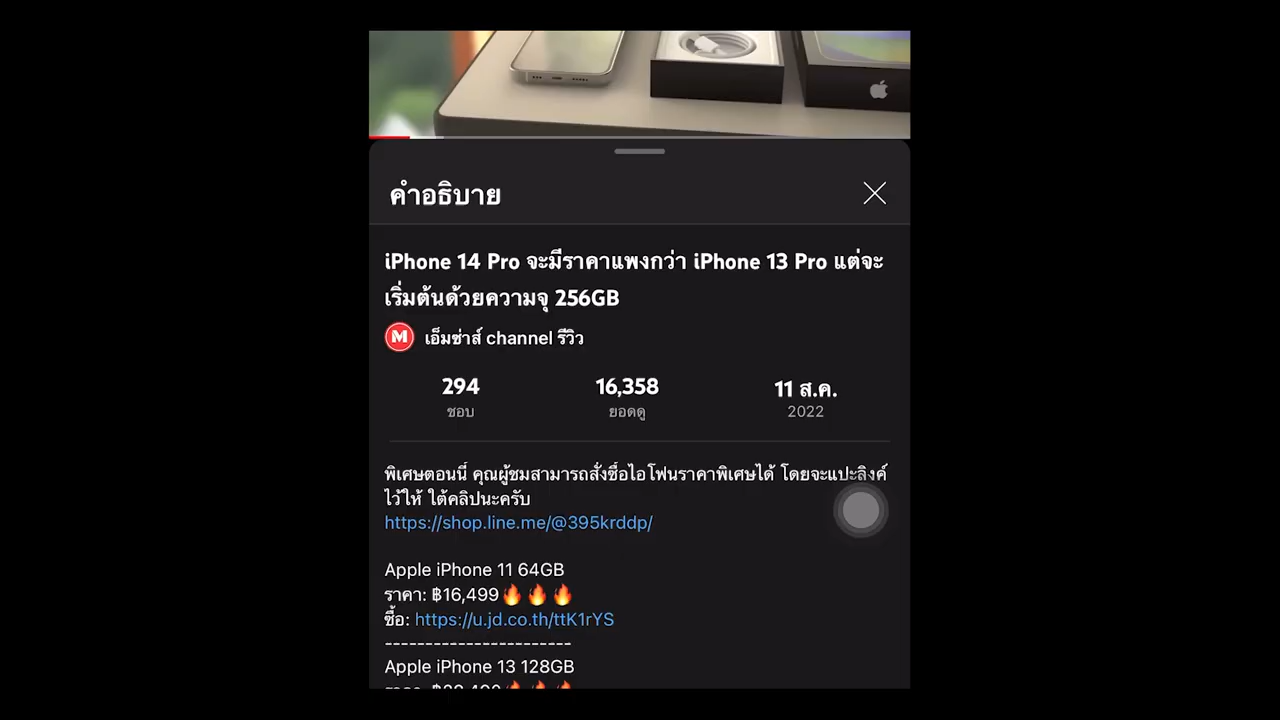 คำอธิบาย
iPhone 14 Pro จะมีราคาแพงกว่า iPhone 13 Pro แต่จะ
เริ่มต้นด้วยความจุ 256GB
M เอ็มซ่าส์ channel รีวิว
294 16,358 11 ส.ค.
ชอบ ยอดดู 2022
พิเศษตอนนี้ คุณผู้ชมสามารถสั่งซื้อไอโฟนราคาพิเศษได้ โดยจะแปะลิงค์
ไว้ให้ ใต้คลิปนะครับ
https://shop.line.me/@395krddp/
Apple iPhone 11 64GB
ราคา: ฿16,499🔥🔥🔥
ซื้อ: https://u.jd.co.th/ttK1rYS
-----------------------
Apple iPhone 13 128GB